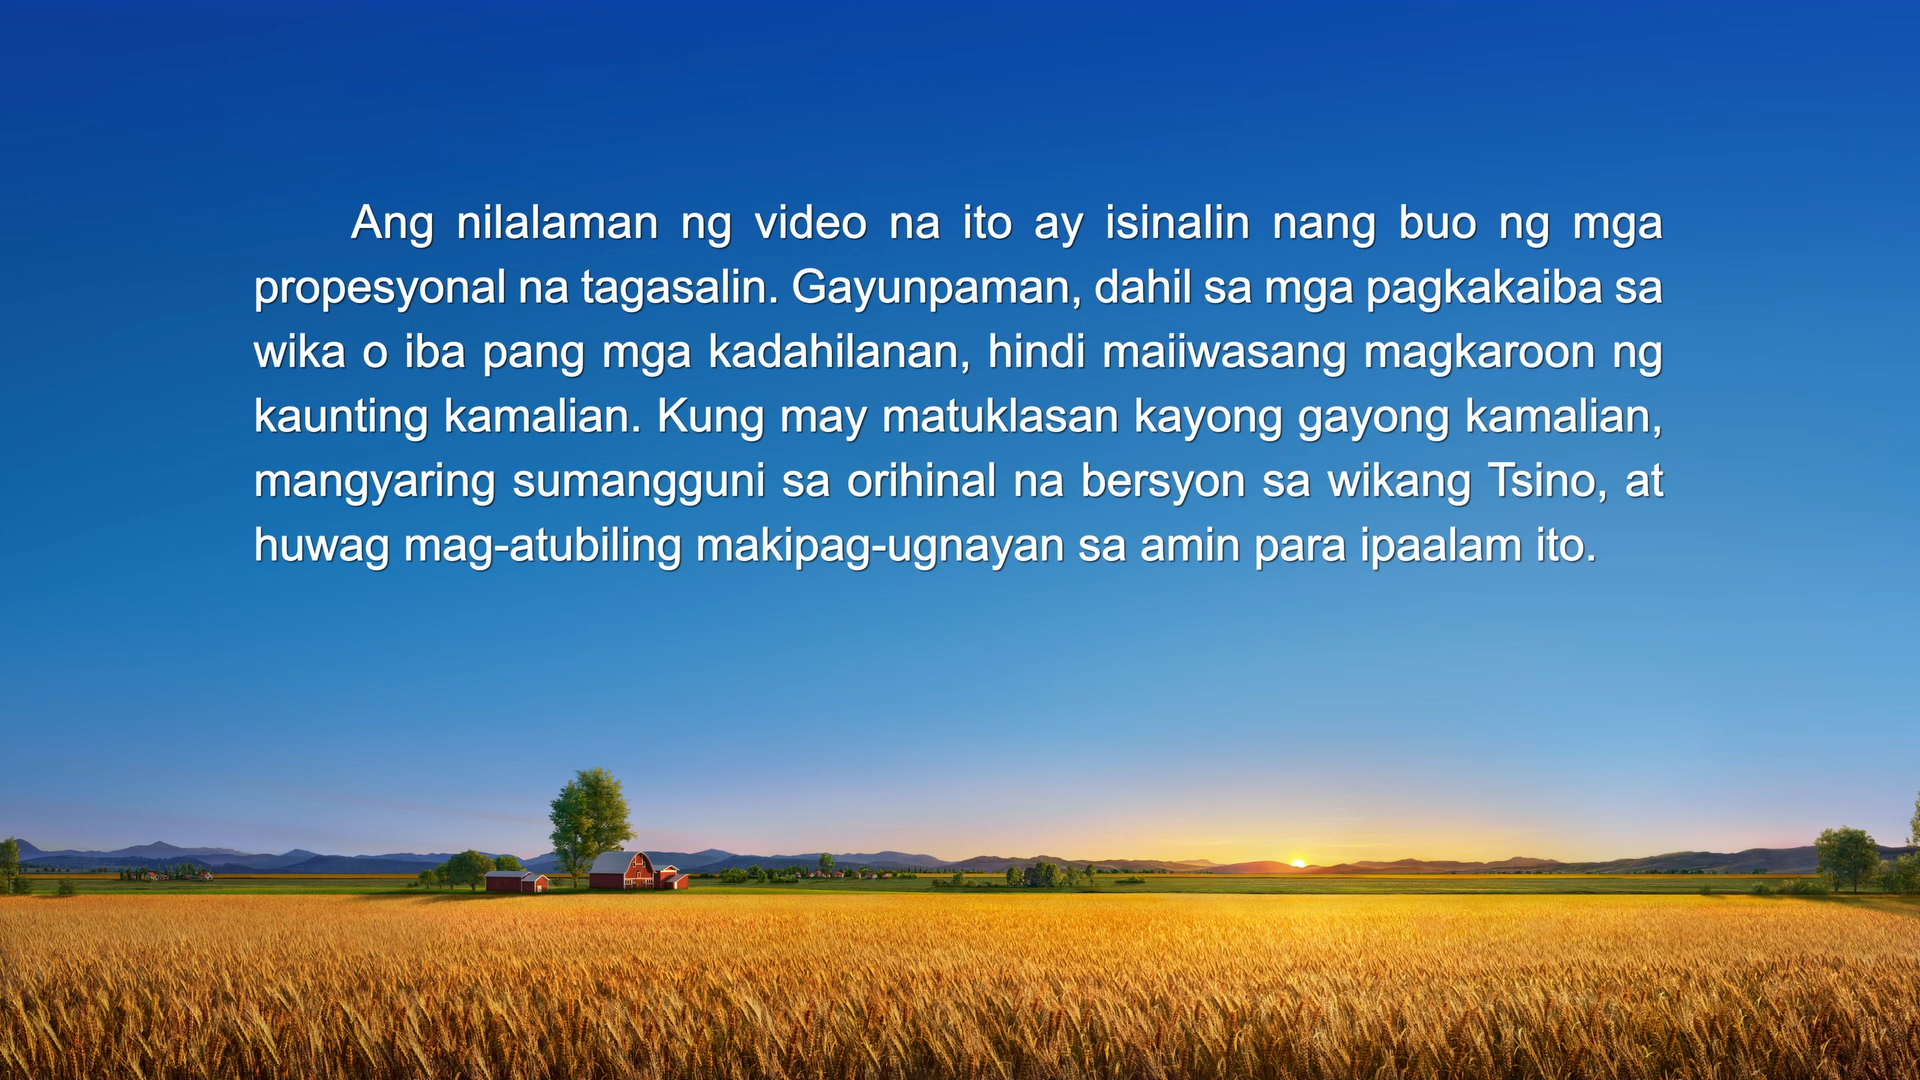 Ang nilalaman ng video na ito ay isinalin nang buo ng mga
propesyonal na tagasalin. Gayunpaman, dahil sa mga pagkakaiba sa
wika o iba pang mga kadahilanan, hindi maiiwasang magkaroon ng
kaunting kamalian. Kung may matuklasan kayong gayong kamalian,
mangyaring sumangguni sa orihinal na bersyon sa wikang Tsino, at
huwag mag-atubiling makipag-ugnayan sa amin para ipaalam ito.